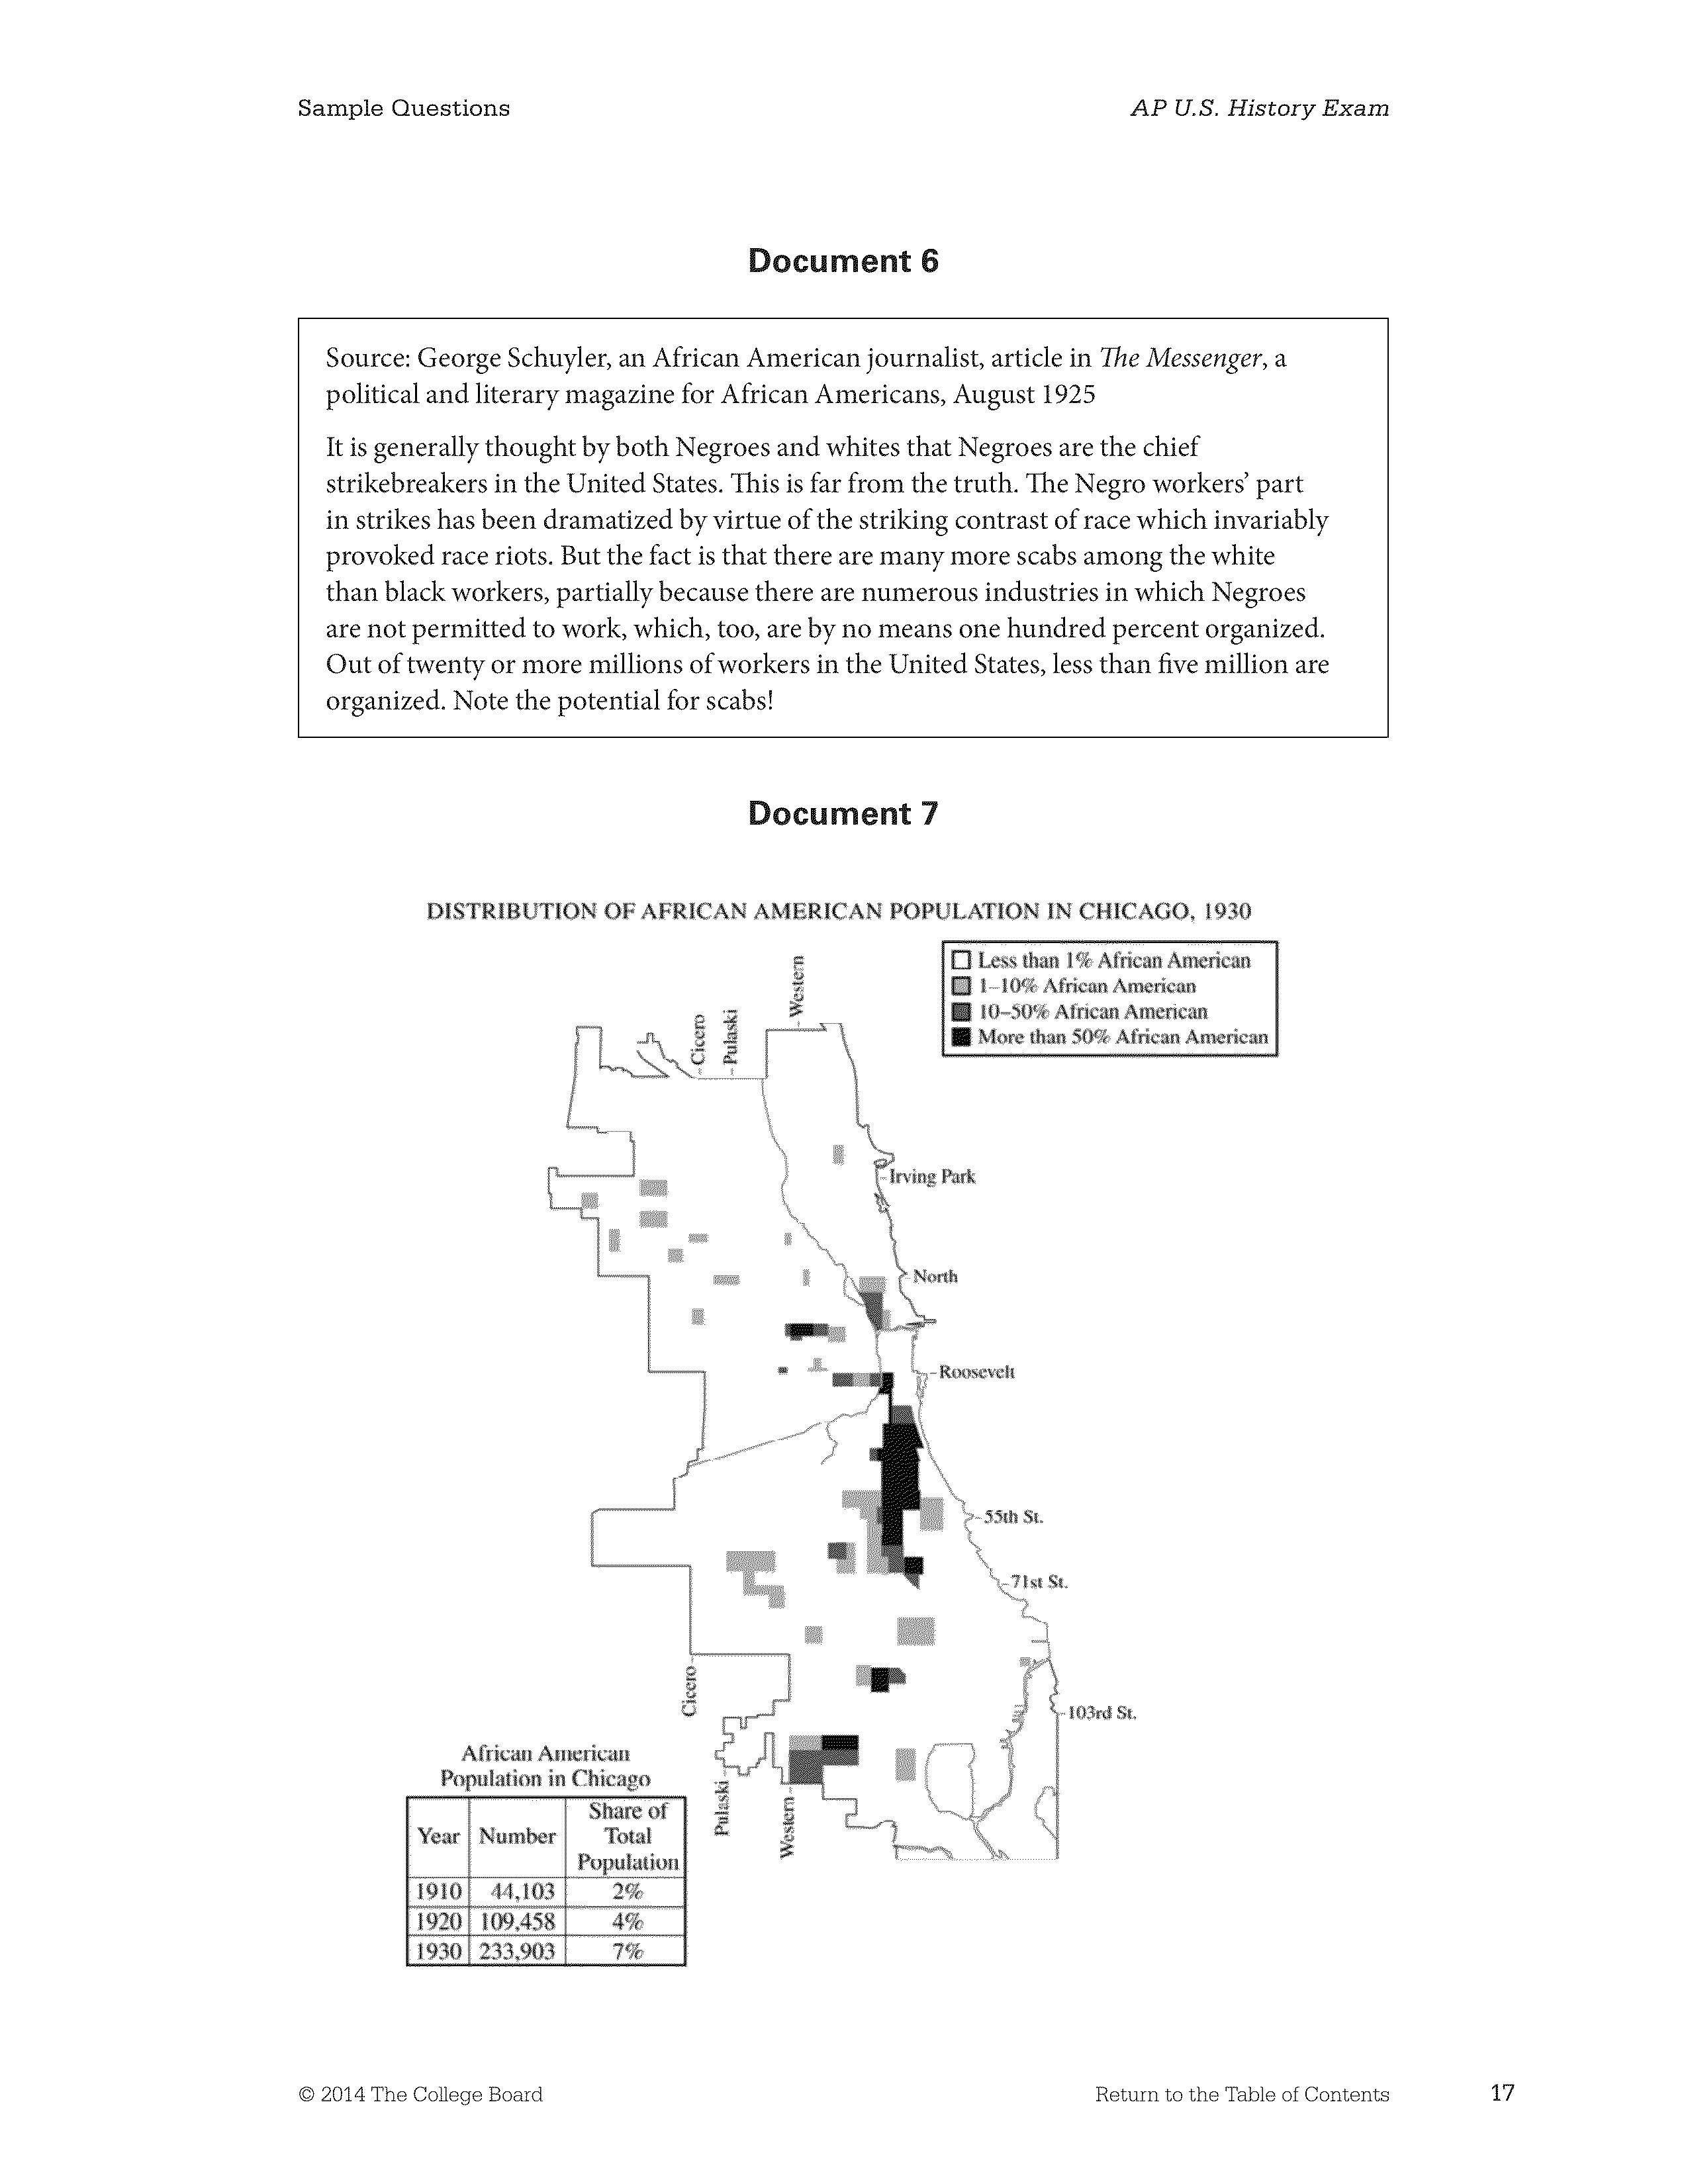 Sample Questions
AP U.S. History Exam
Document 6
Source: George Schuyler, an African American journalist, article in The Messenger, a
political and literary magazine for African Americans, August 1925
It is generally thought by both Negroes and whites that Negroes are the chief
strikebreakers in the United States. This is far from the truth. The Negro workers’ part
in strikes has been dramatized by virtue of the striking contrast of race which invariably
provoked race riots. But the fact is that there are many more scabs among the white
than black workers, partially because there are numerous industries in which Negroes
are not permitted to work, which, too, are by no means one hundred percent organized.
Out of twenty or more millions of workers in the United States, less than five million are
organized. Note the potential for scabs!
Document 7
DISTRIBUTION OF AFRICAN AMERICAN POPULATION IN CHICAGO, 1930
Less than 1% African American
1–10% African American
10–50% African American
More than 50% African American
Western
Cicero
Pulaski
Irving Park
North
Roosevelt
55th St.
71st St.
Cicero
103rd St.
Pulaski
Western
African American
Population in Chicago
Year Number Share of Total Population
1910 44,103 2%
1920 109,458 4%
1930 233,903 7%
© 2014 The College Board
Return to the Table of Contents
17